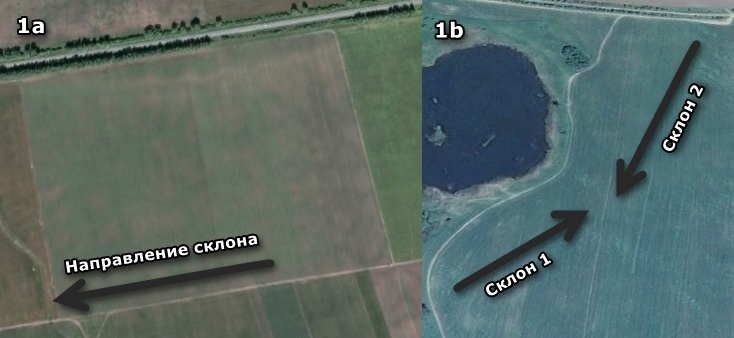 1a
1b
Направление склона
Склон 1
Склон 2